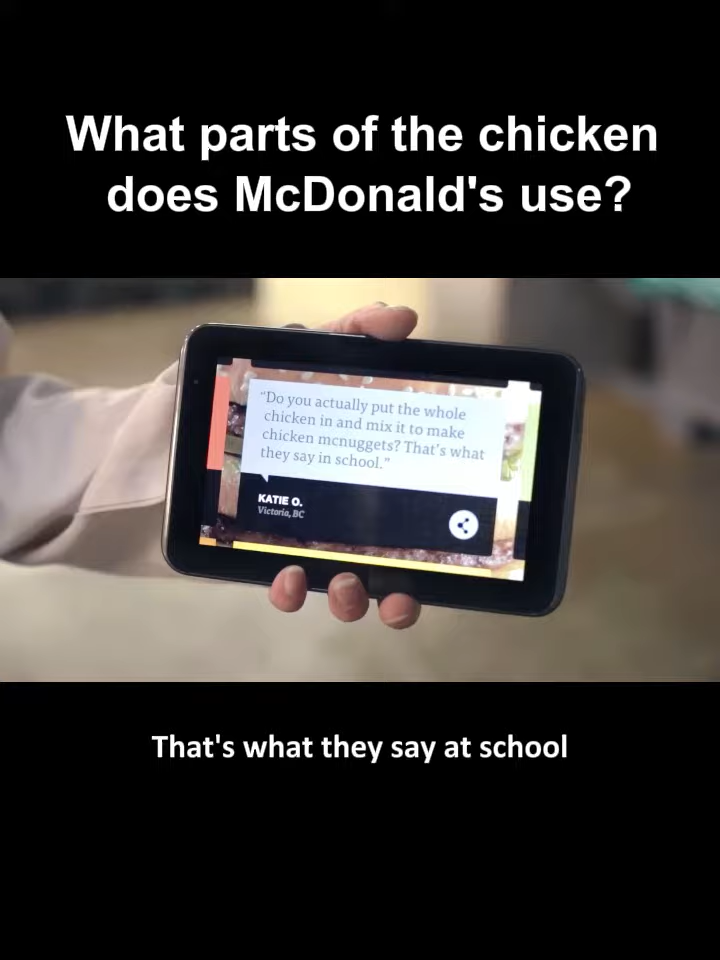 What parts of the chicken
does McDonald's use?
“Do you actually put the whole
chicken in and mix it to make
chicken mcnuggets? That's what
they say in school.”
KATIE O.
Victoria, BC
That's what they say at school